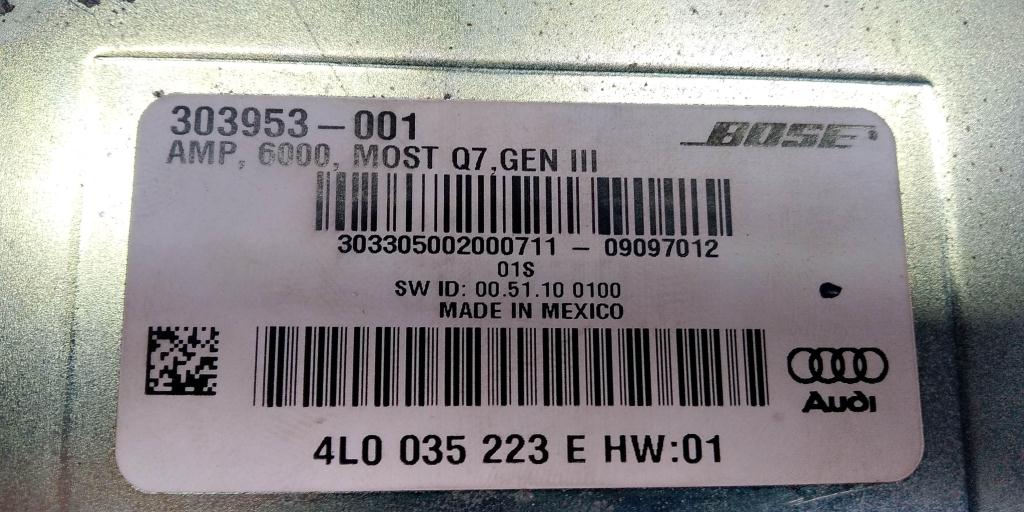 303953-001
BOSE®
AMP, 6000, MOST Q7,GEN III
303305002000711 - 09097012
01S
SW ID: 00.51.10 0100
MADE IN MEXICO
Audi
4L0 035 223 E HW:01